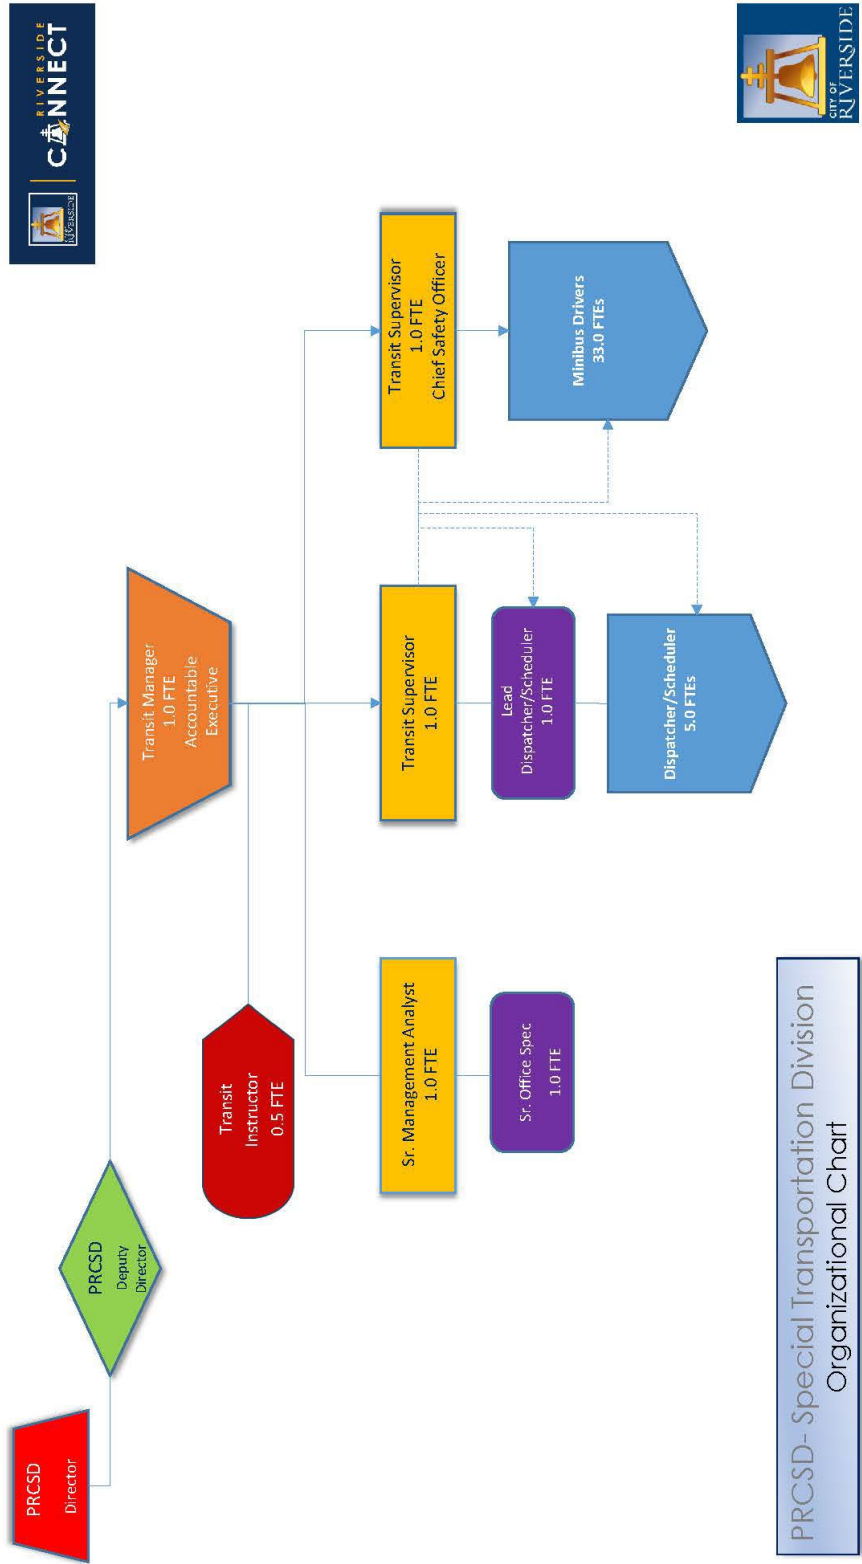 RIVERSIDE
RIVERSIDE
CONNECT
PRCSD
Director
PRCSD
Deputy
Director
Transit Manager
1.0 FTE
Accountable
Executive
Transit
Instructor
0.5 FTE
Sr. Management Analyst
1.0 FTE
Transit Supervisor
1.0 FTE
Transit Supervisor
1.0 FTE
Chief Safety Officer
Sr. Office Spec
1.0 FTE
Lead
Dispatcher/Scheduler
1.0 FTE
Minibus Drivers
33.0 FTEs
Dispatcher/Scheduler
5.0 FTEs
PRCSD- Special Transportation Division
Organizational Chart
CITY OF
RIVERSIDE